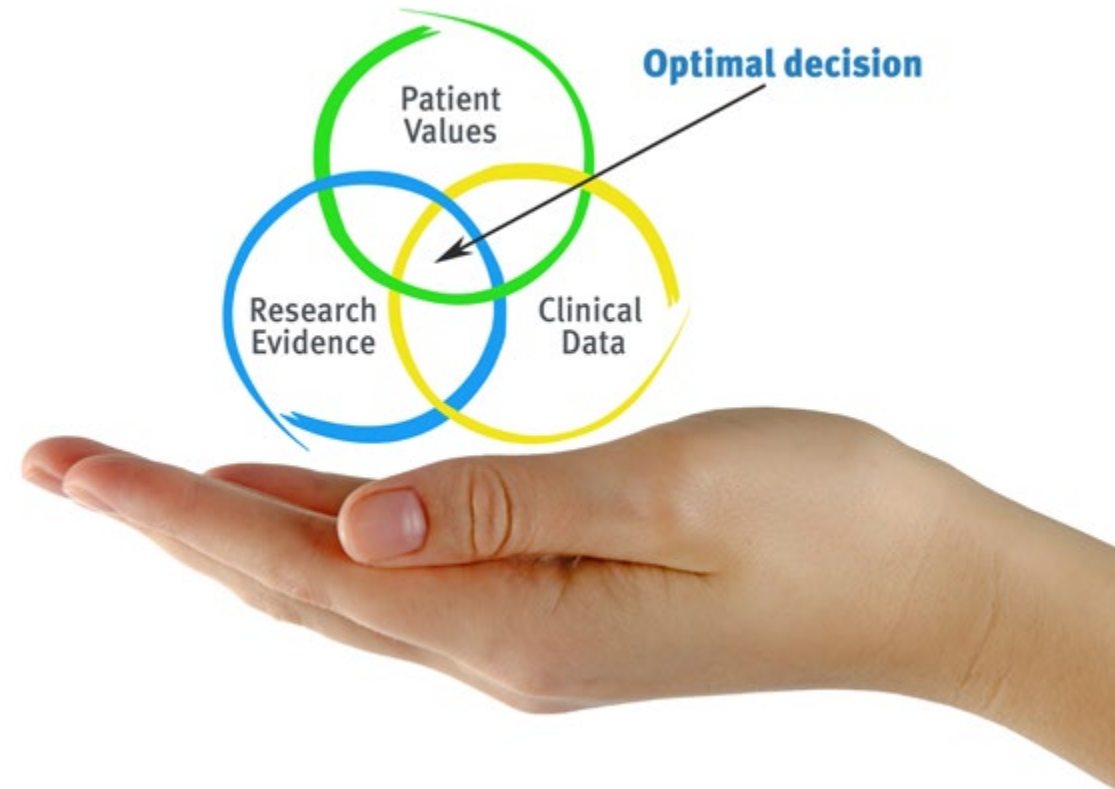 Optimal decision
Patient
Values
Research
Evidence
Clinical
Data